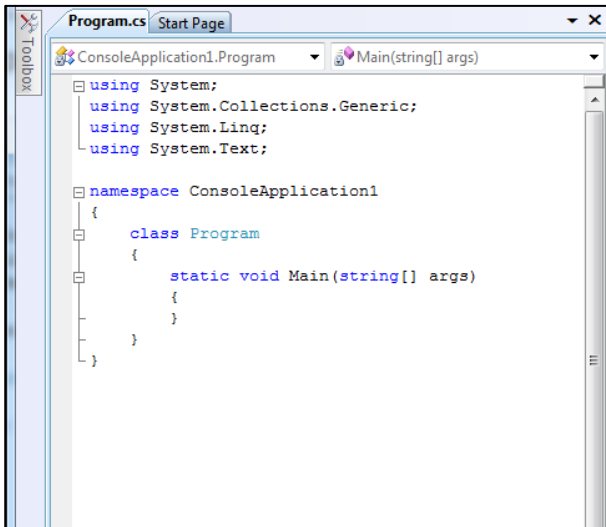 Program.cs Start Page
Toolbox
ConsoleApplication1.Program Main(string[] args)
using System;
using System.Collections.Generic;
using System.Linq;
using System.Text;
namespace ConsoleApplication1
{
class Program
{
static void Main(string[] args)
{
}
}
}